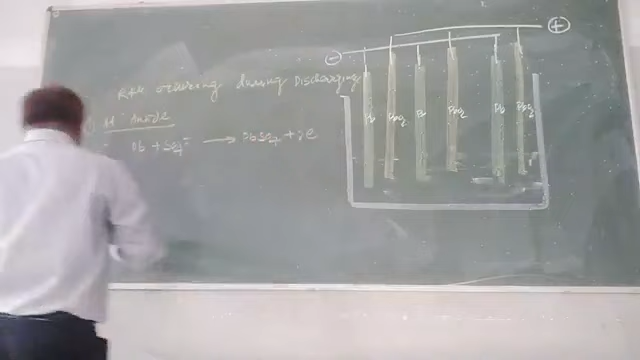 Rxn occurring during Discharging
At Anode
Pb + SO₄²⁻ → PbSO₄ + 2e
⊕
⊖
Pb PbO₂ Pb PbO₂ Pb PbO₂